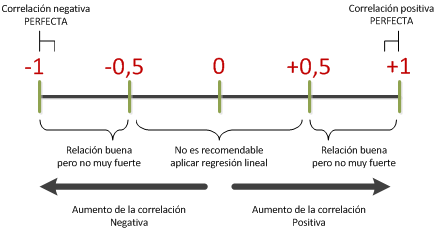 Correlación negativa
PERFECTA
Correlación positiva
PERFECTA
-1
-0,5
0
+0,5
+1
Relación buena
pero no muy fuerte
No es recomendable
aplicar regresión lineal
Relación buena
pero no muy fuerte
Aumento de la correlación
Negativa
Aumento de la correlación
Positiva